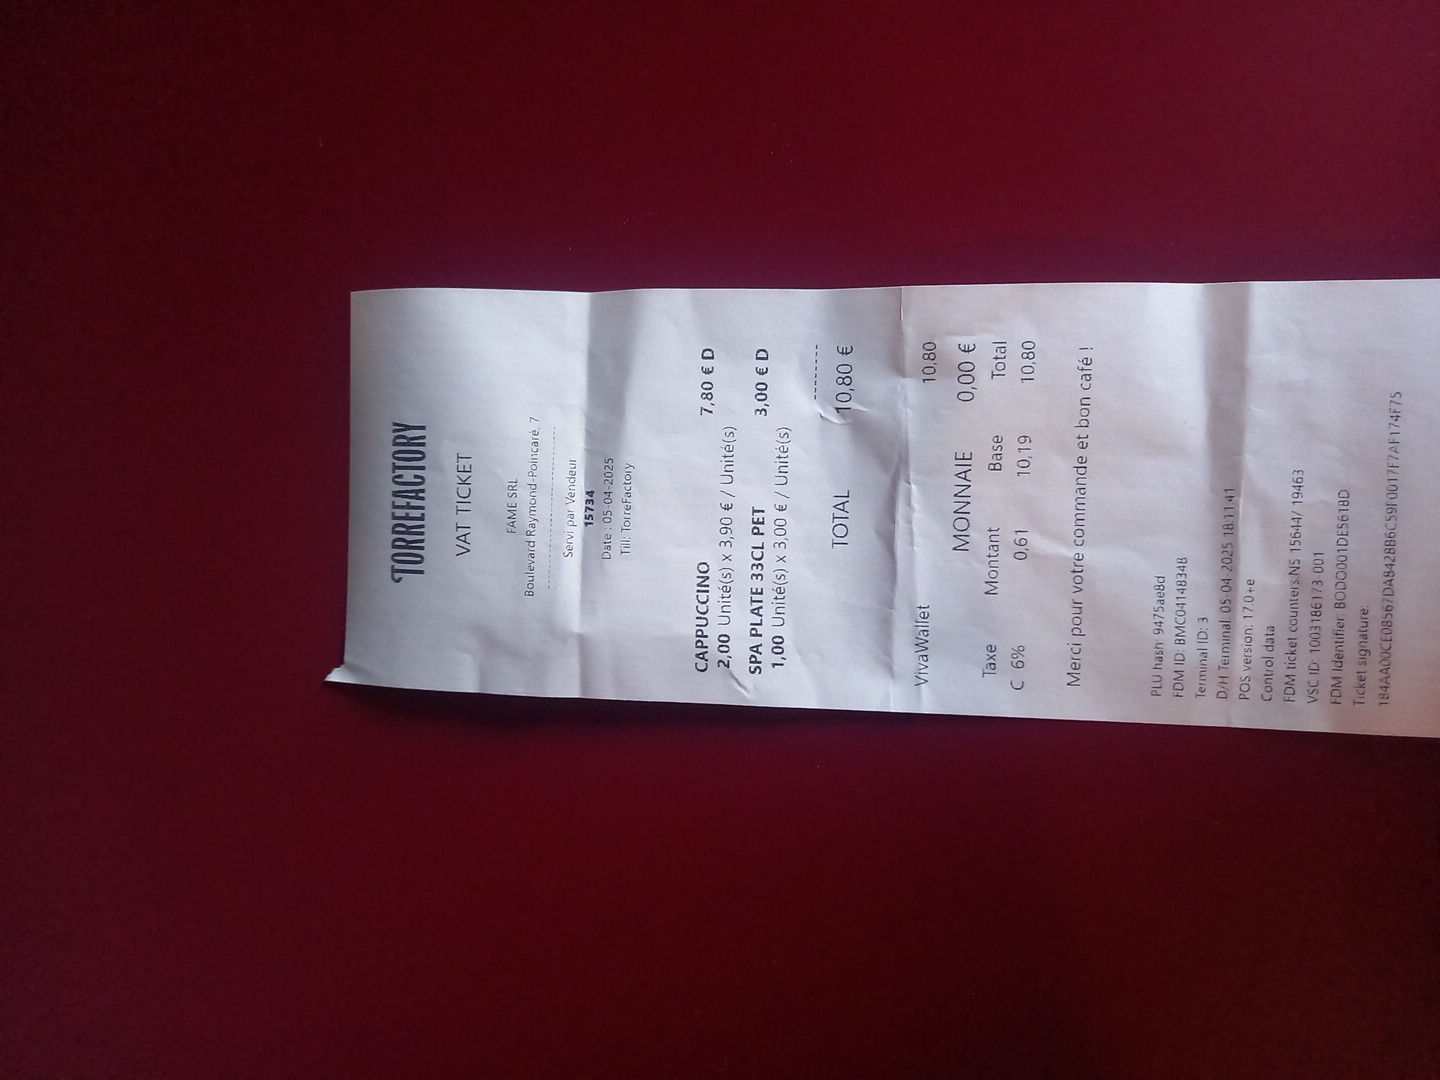 TORREFACTORY
VAT TICKET
FAME SRL
Boulevard Raymond-Poincaré, 7
Servi par Vendeur
15734
Date : 05-04-2025
Till: TorreFactory
CAPPUCCINO
2,00 Unité(s) x 3,90 € / Unité(s) 7,80 € D
SPA PLATE 33CL PET
1,00 Unité(s) x 3,00 € / Unité(s) 3,00 € D
--------
TOTAL 10,80 €
VivaWallet 10,80
MONNAIE 0,00 €
Taxe Montant Base Total
C 6% 0,61 10,19 10,80
Merci pour votre commande et bon café !
PLU hash: 9475ae8d
FDM ID: BMC04148348
Terminal ID: 3
D/H Terminal: 05-04-2025 18:11:41
POS version: 17.0+e
Control data
FDM ticket counters:NS 15644/ 19463
VSC ID: 1003186173-001
FDM Identifier: BODO001DE5618D
Ticket signature: